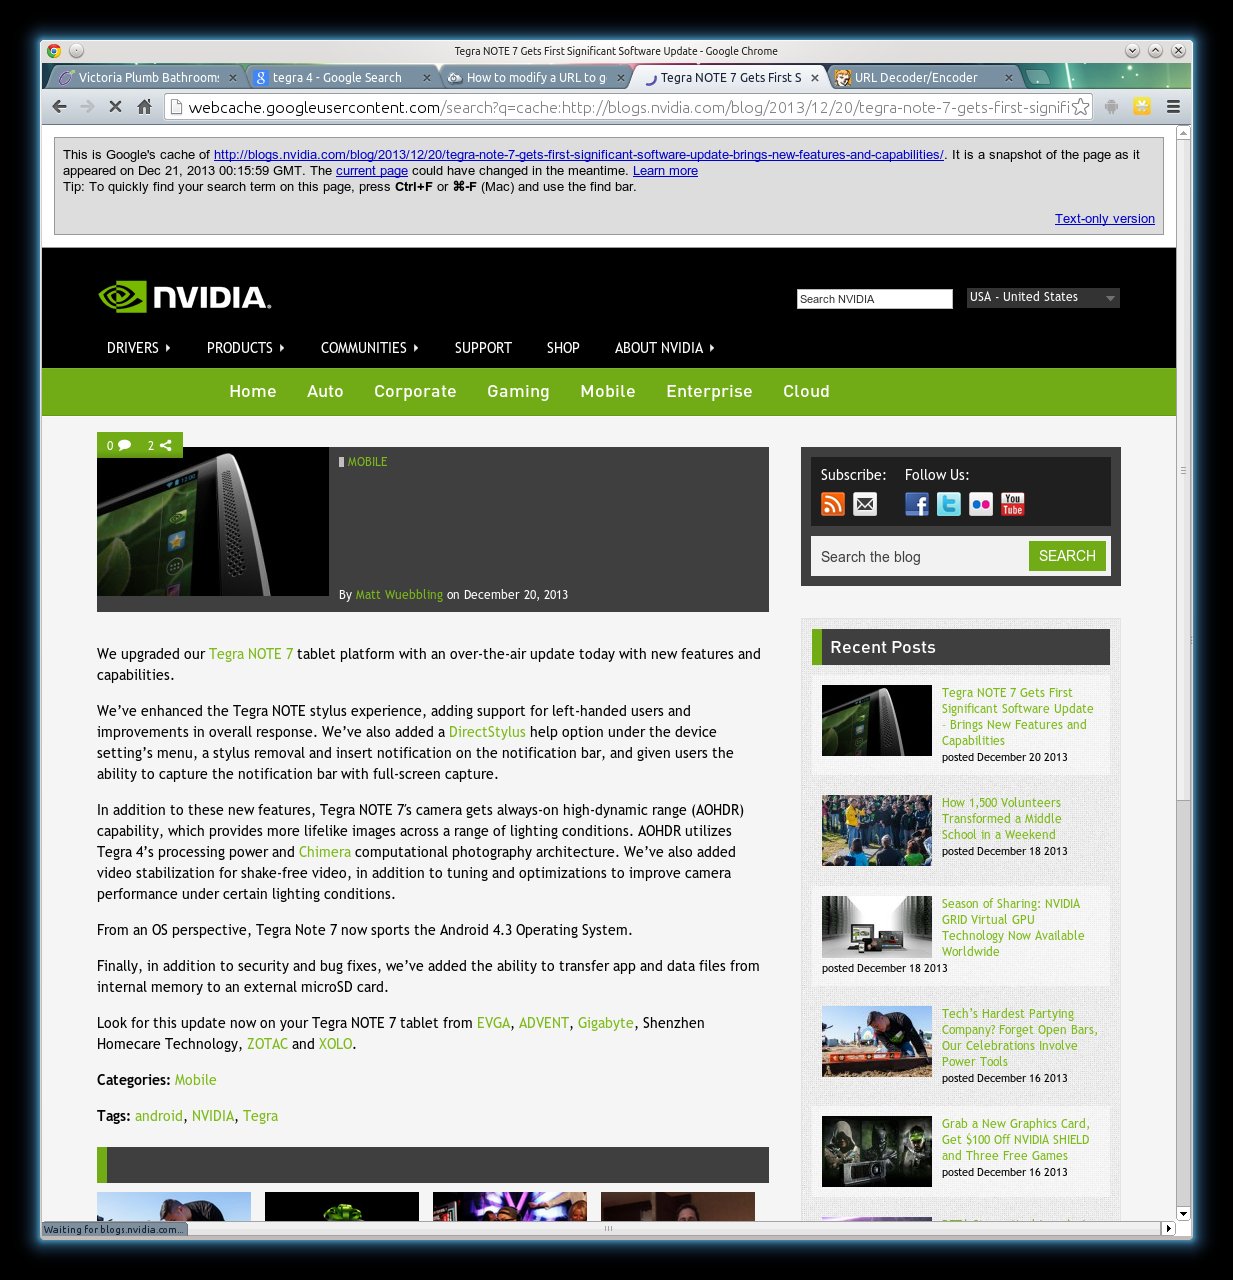 Tegra NOTE 7 Gets First Significant Software Update - Google Chrome
Victoria Plumb Bathrooms
tegra 4 - Google Search
How to modify a URL to g
Tegra NOTE 7 Gets First S
URL Decoder/Encoder
webcache.googleusercontent.com/search?q=cache:http://blogs.nvidia.com/blog/2013/12/20/tegra-note-7-gets-first-signifi
This is Google's cache of http://blogs.nvidia.com/blog/2013/12/20/tegra-note-7-gets-first-significant-software-update-brings-new-features-and-capabilities/. It is a snapshot of the page as it
appeared on Dec 21, 2013 00:15:59 GMT. The current page could have changed in the meantime. Learn more
Tip: To quickly find your search term on this page, press Ctrl+F or ⌘-F (Mac) and use the find bar.
Text-only version
NVIDIA.
Search NVIDIA
USA - United States
DRIVERS PRODUCTS COMMUNITIES SUPPORT SHOP ABOUT NVIDIA
Home Auto Corporate Gaming Mobile Enterprise Cloud
0 2
MOBILE
By Matt Wuebbling on December 20, 2013
We upgraded our Tegra NOTE 7 tablet platform with an over-the-air update today with new features and
capabilities.
We’ve enhanced the Tegra NOTE stylus experience, adding support for left-handed users and
improvements in overall response. We’ve also added a DirectStylus help option under the device
setting’s menu, a stylus removal and insert notification on the notification bar, and given users the
ability to capture the notification bar with full-screen capture.
In addition to these new features, Tegra NOTE 7’s camera gets always-on high-dynamic range (AOHDR)
capability, which provides more lifelike images across a range of lighting conditions. AOHDR utilizes
Tegra 4’s processing power and Chimera computational photography architecture. We’ve also added
video stabilization for shake-free video, in addition to tuning and optimizations to improve camera
performance under certain lighting conditions.
From an OS perspective, Tegra Note 7 now sports the Android 4.3 Operating System.
Finally, in addition to security and bug fixes, we’ve added the ability to transfer app and data files from
internal memory to an external microSD card.
Look for this update now on your Tegra NOTE 7 tablet from EVGA, ADVENT, Gigabyte, Shenzhen
Homecare Technology, ZOTAC and XOLO.
Categories: Mobile
Tags: android, NVIDIA, Tegra
Subscribe: Follow Us:
You
Tube
Search the blog SEARCH
Recent Posts
Tegra NOTE 7 Gets First
Significant Software Update
- Brings New Features and
Capabilities
posted December 20 2013
How 1,500 Volunteers
Transformed a Middle
School in a Weekend
posted December 18 2013
Season of Sharing: NVIDIA
GRID Virtual GPU
Technology Now Available
Worldwide
posted December 18 2013
Tech’s Hardest Partying
Company? Forget Open Bars,
Our Celebrations Involve
Power Tools
posted December 16 2013
Grab a New Graphics Card,
Get $100 Off NVIDIA SHIELD
and Three Free Games
posted December 16 2013
Waiting for blogs.nvidia.com...